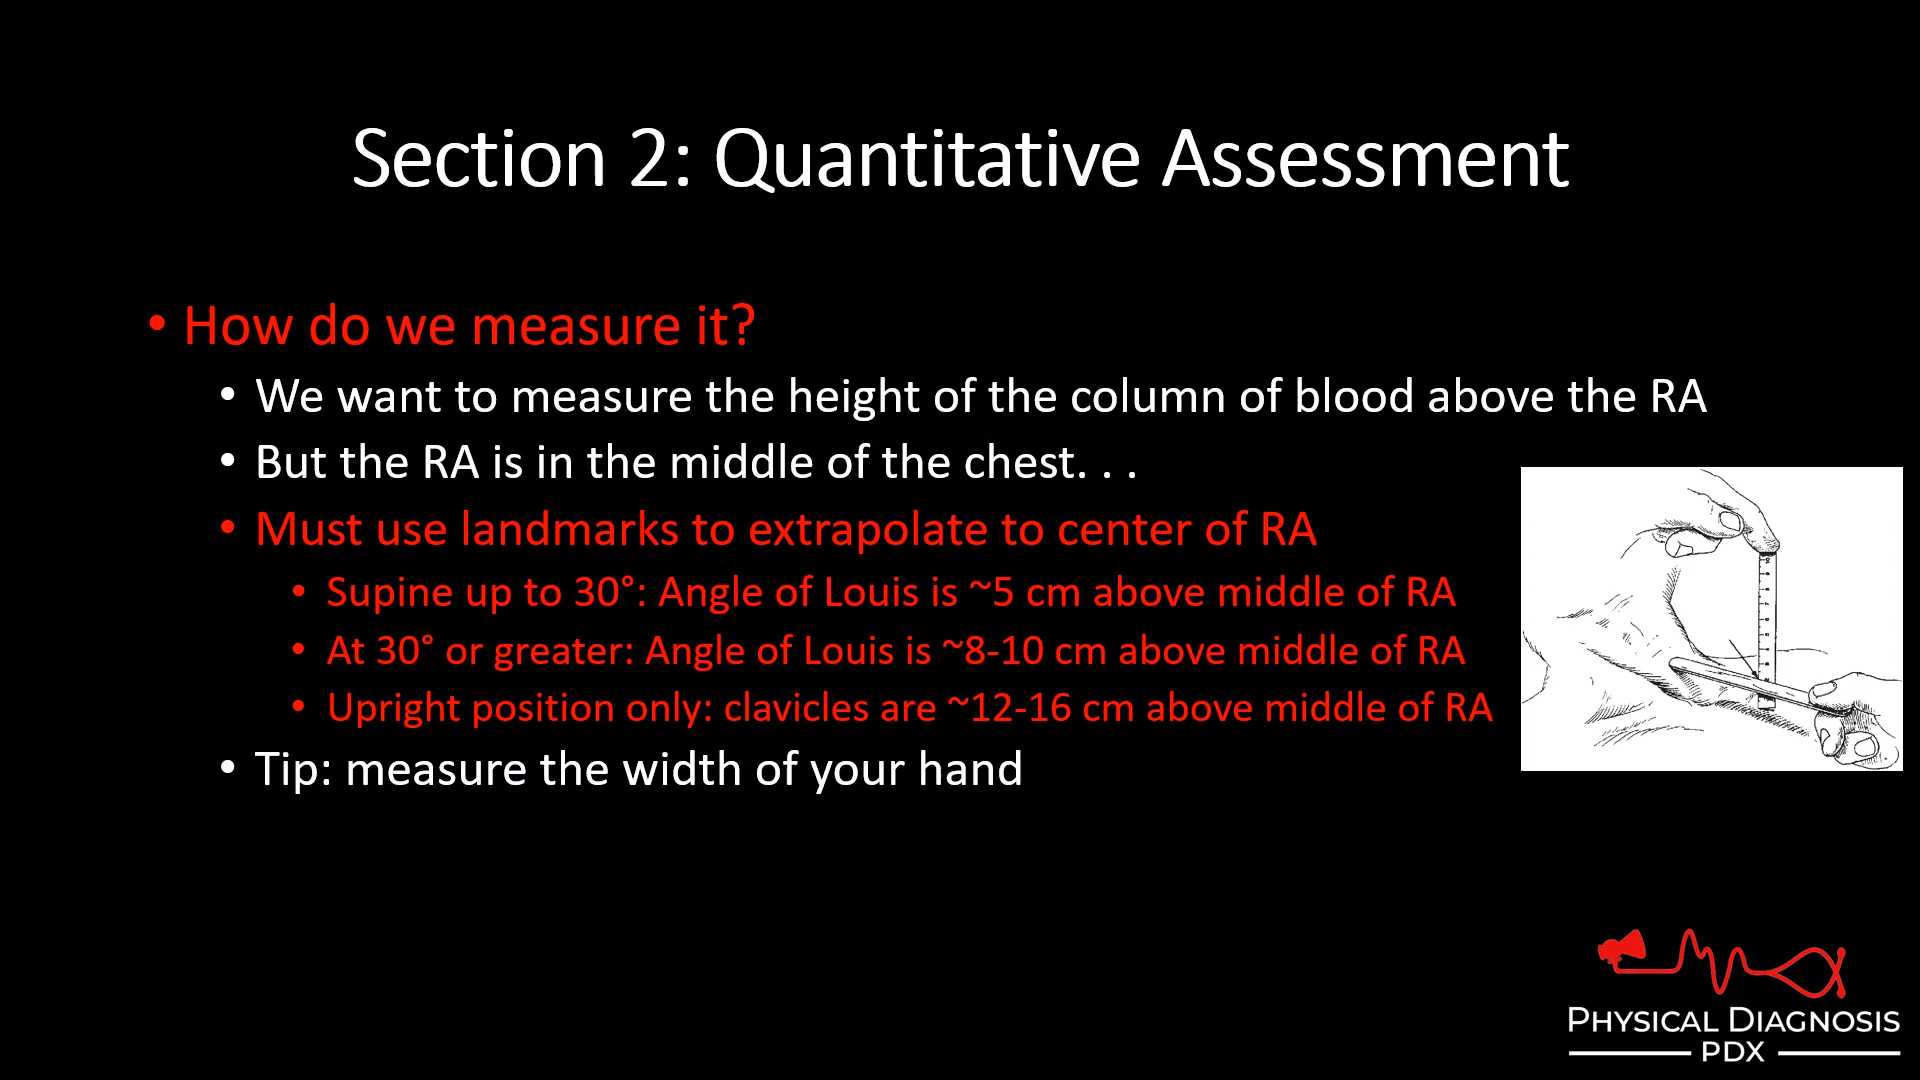 Section 2: Quantitative Assessment
• How do we measure it?
• We want to measure the height of the column of blood above the RA
• But the RA is in the middle of the chest. . .
• Must use landmarks to extrapolate to center of RA
• Supine up to 30°: Angle of Louis is ~5 cm above middle of RA
• At 30° or greater: Angle of Louis is ~8-10 cm above middle of RA
• Upright position only: clavicles are ~12-16 cm above middle of RA
• Tip: measure the width of your hand
PHYSICAL DIAGNOSIS
PDX